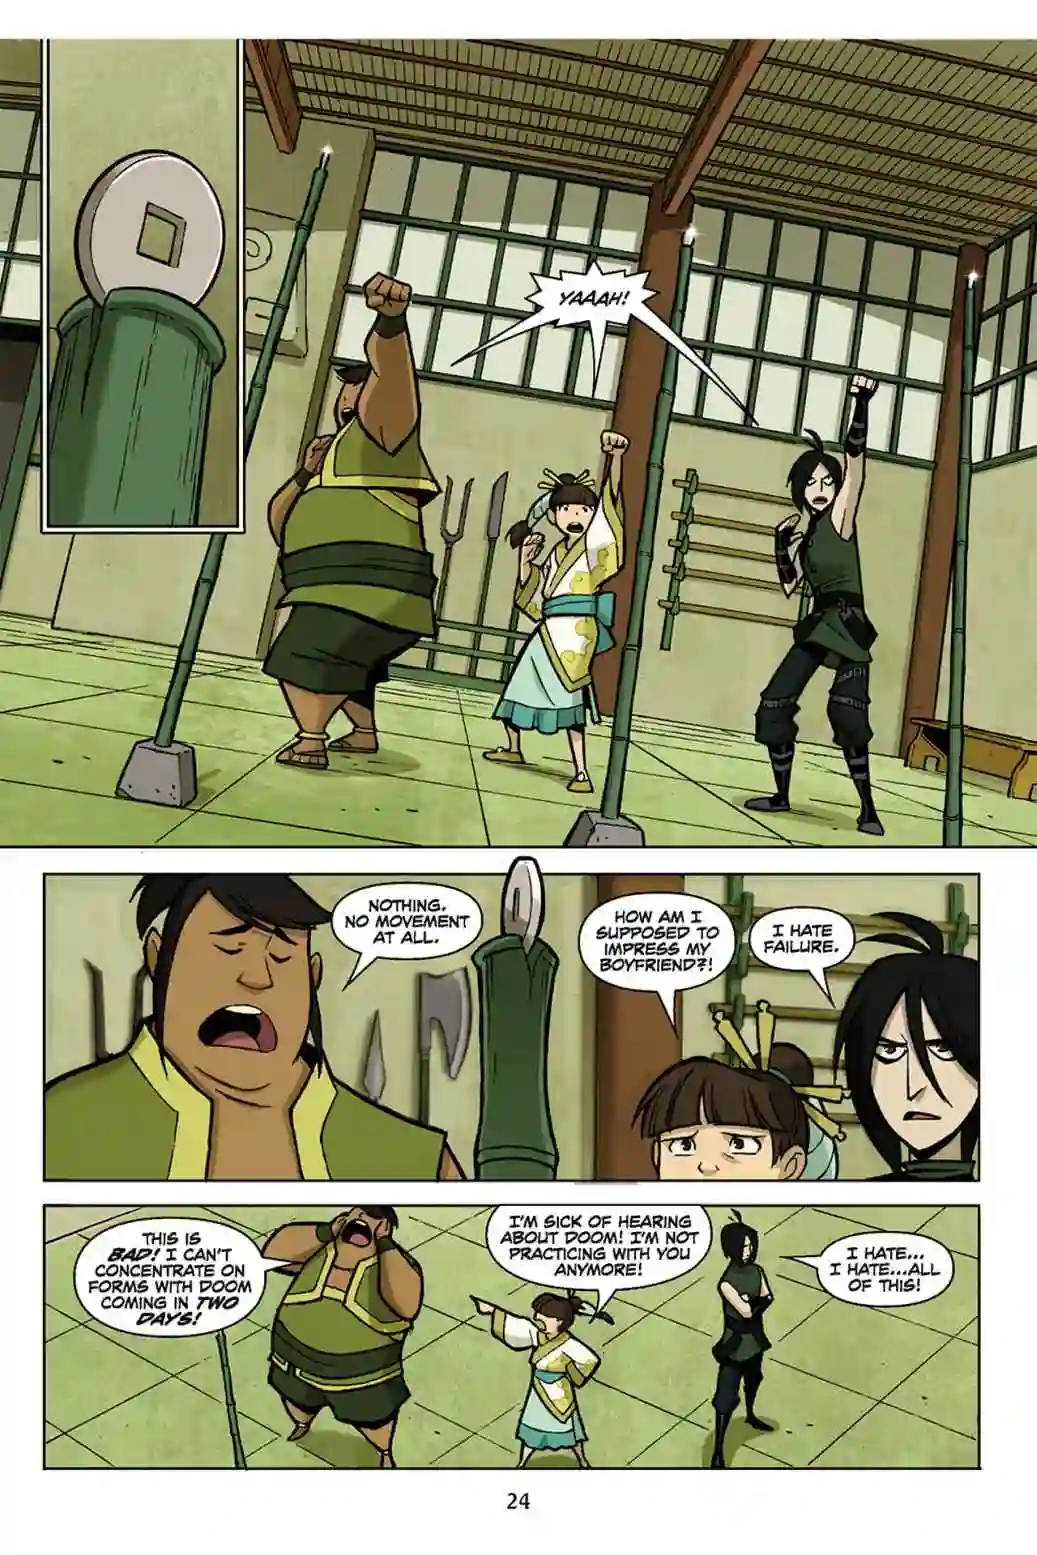 YAAAH!
NOTHING.
NO MOVEMENT
AT ALL.
HOW AM I
SUPPOSED TO
IMPRESS MY
BOYFRIEND?!
I HATE
FAILURE.
THIS IS
BAD! I CAN'T
CONCENTRATE ON
FORMS WITH DOOM
COMING IN TWO
DAYS!
I'M SICK OF HEARING
ABOUT DOOM! I'M NOT
PRACTICING WITH YOU
ANYMORE!
I HATE...
I HATE...ALL
OF THIS!
24